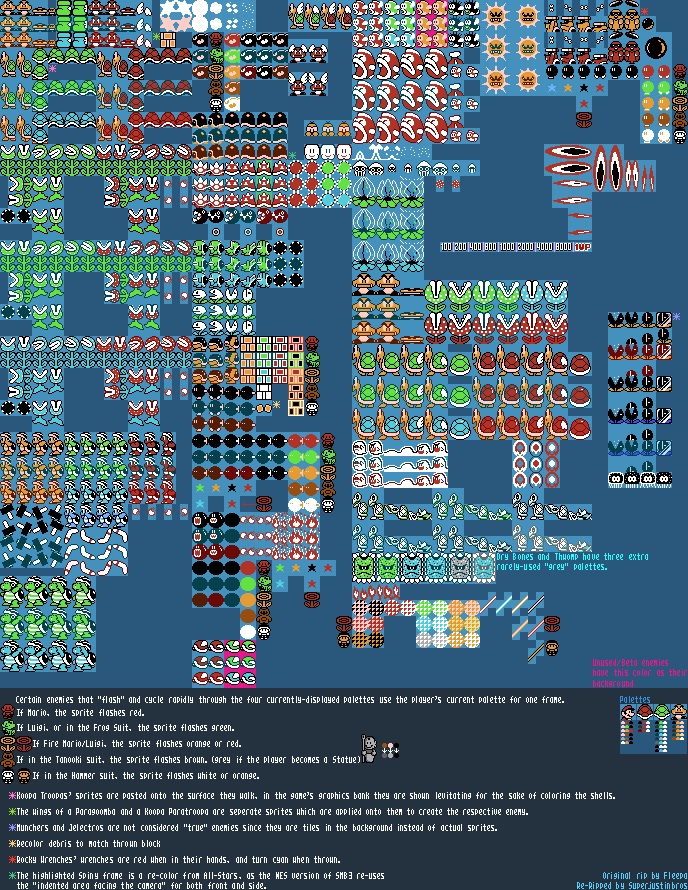 100 200 400 800 1000 2000 4000 8000 1UP
Dry Bones and Thwomp have three extra
rarely-used "grey" palettes.
Unused/Beta enemies
have this color as their
background
Certain enemies that "flash" and cycle rapidly through the four currently-displayed palettes use the player's current palette for one frame.
Palettes
If Mario, the sprite flashes red.
If Luigi, or in the Frog Suit, the sprite flashes green.
If Fire Mario/Luigi, the sprite flashes orange or red.
If in the Tanooki suit, the sprite flashes brown. (grey if the player becomes a Statue)
If in the Hammer suit, the sprite flashes white or orange.
Koopa Troopas' sprites are pasted onto the surface they walk, in the game's graphics bank they are shown levitating for the sake of coloring the shells.
The wings of a Paragoomba and a Koopa Paratroopa are seperate sprites which are applied onto them to create the respective enemy.
Munchers and Jelectros are not considered "true" enemies since they are tiles in the background instead of actual sprites.
Recolor debris to match thrown block
Rocky Wrenches' wrenches are red when in their hands, and turn cyan when thrown.
The highlighted Spiny frame is a re-color from All-Stars, as the NES version of SMB3 re-uses
the "indented area facing the camera" for both front and side.
Original rip by Fleepa
Re-Ripped by Superjustinbros